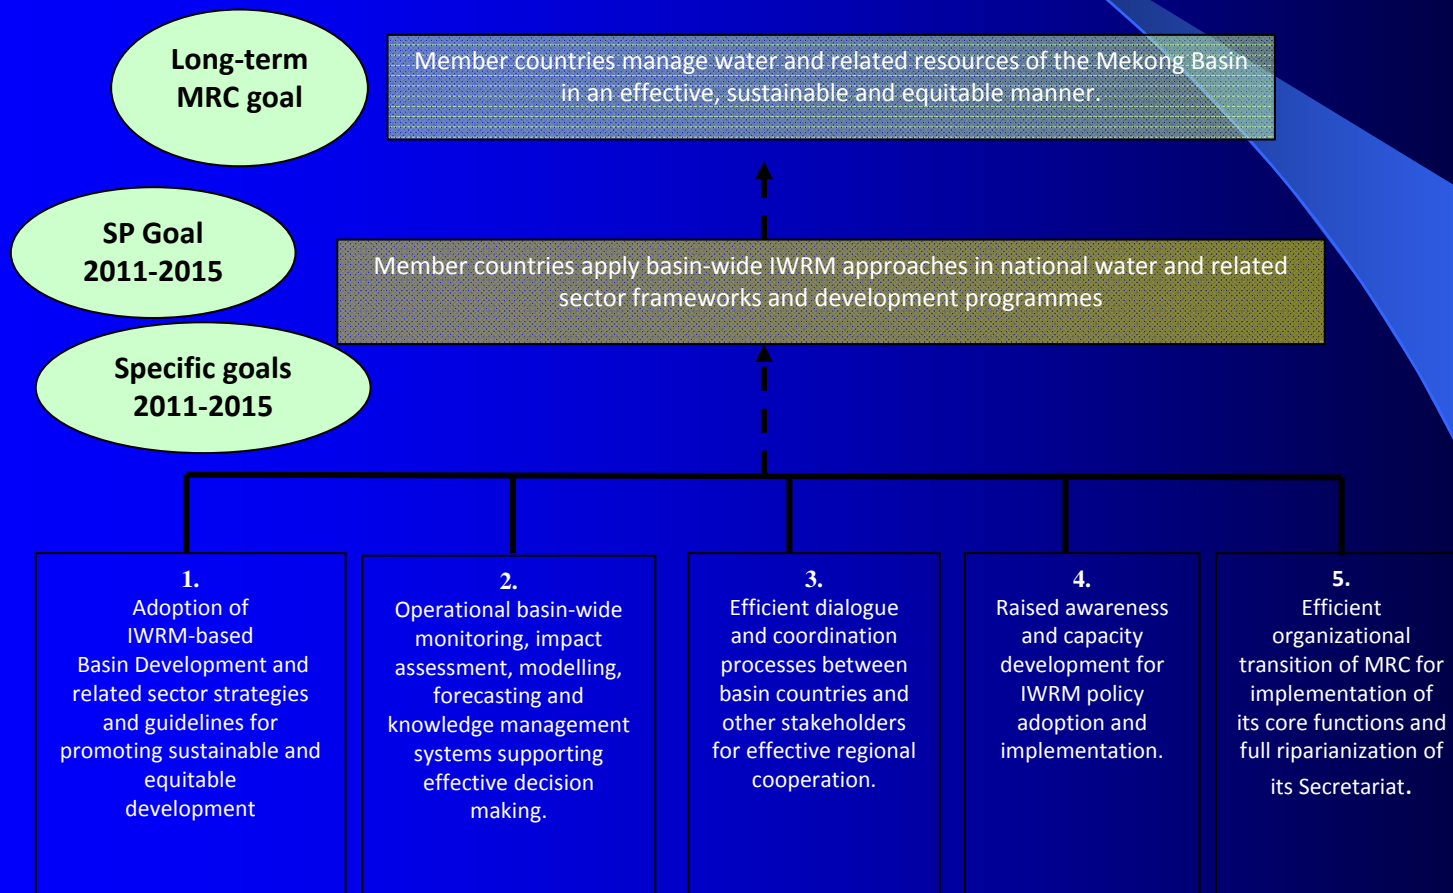 Long-term
MRC goal
Member countries manage water and related resources of the Mekong Basin
in an effective, sustainable and equitable manner.
SP Goal
2011-2015
Member countries apply basin-wide IWRM approaches in national water and related
sector frameworks and development programmes
Specific goals
2011-2015
1.
Adoption of
IWRM-based
Basin Development and
related sector strategies
and guidelines for
promoting sustainable and
equitable
development
2.
Operational basin-wide
monitoring, impact
assessment, modelling,
forecasting and
knowledge management
systems supporting
effective decision
making.
3.
Efficient dialogue
and coordination
processes between
basin countries and
other stakeholders
for effective regional
cooperation.
4.
Raised awareness
and capacity
development for
IWRM policy
adoption and
implementation.
5.
Efficient
organizational
transition of MRC for
implementation of
its core functions and
full riparianization of
its Secretariat.